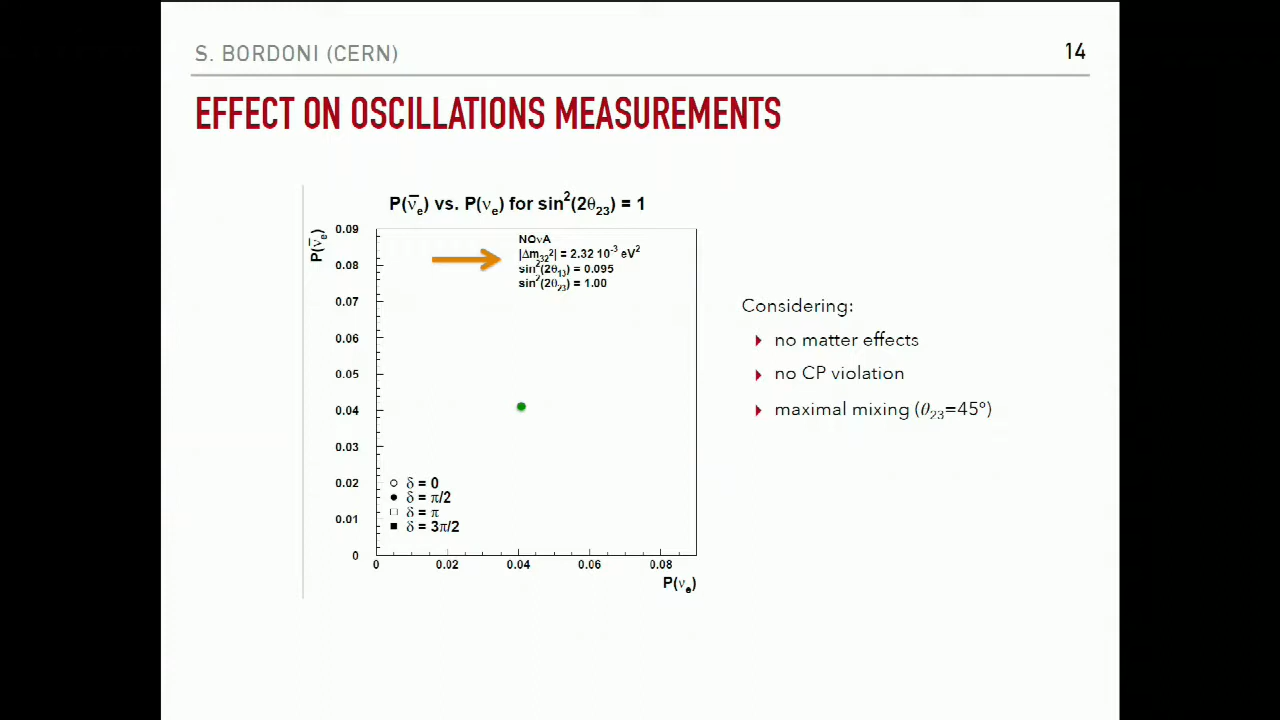 S. BORDONI (CERN)
14
EFFECT ON OSCILLATIONS MEASUREMENTS
P(ν̅e) vs. P(νe) for sin²(2θ23) = 1
P(ν̅e)
0.09
0.08
0.07
0.06
0.05
0.04
0.03
0.02
0.01
0
NOνA
|Δm32²| = 2.32 10⁻³ eV²
sin²(2θ13) = 0.095
sin²(2θ23) = 1.00
δ = 0
δ = π/2
δ = π
δ = 3π/2
0 0.02 0.04 0.06 0.08
P(νe)
Considering:
no matter effects
no CP violation
maximal mixing (θ23=45º)